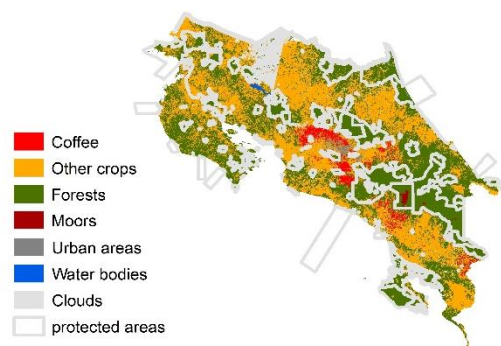 Coffee
Other crops
Forests
Moors
Urban areas
Water bodies
Clouds
protected areas